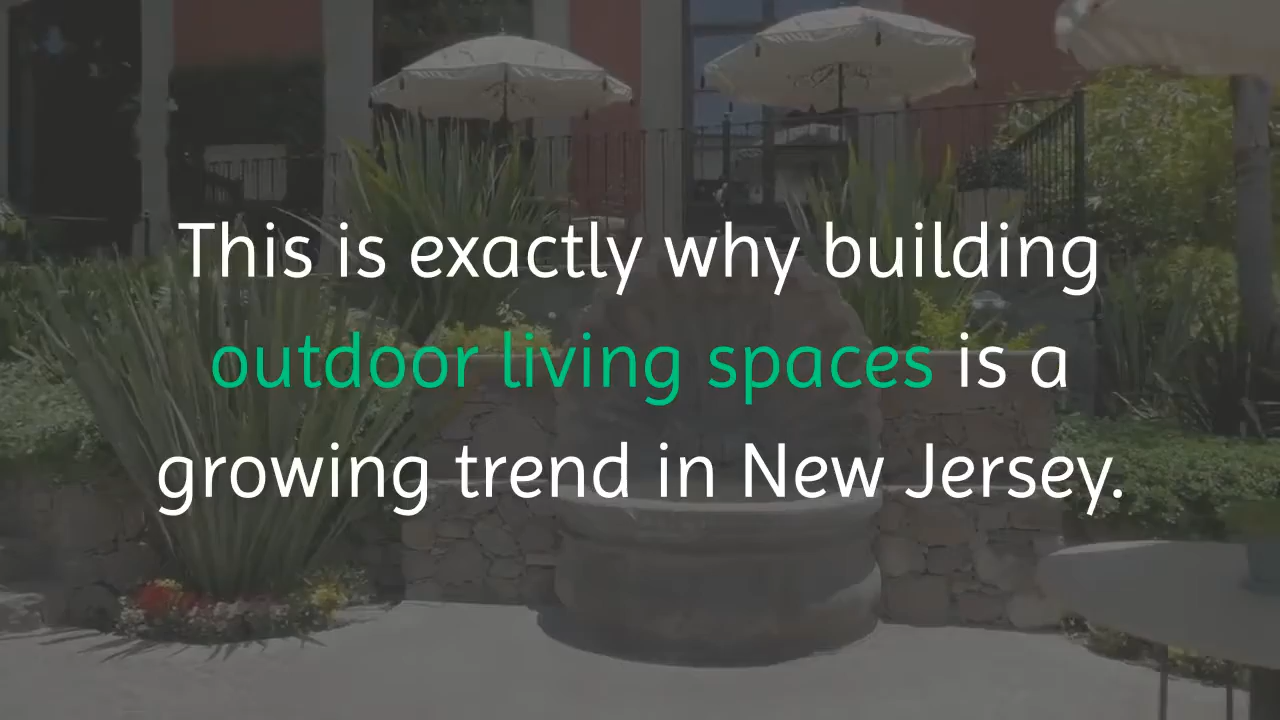 This is exactly why building
outdoor living spaces is a
growing trend in New Jersey.